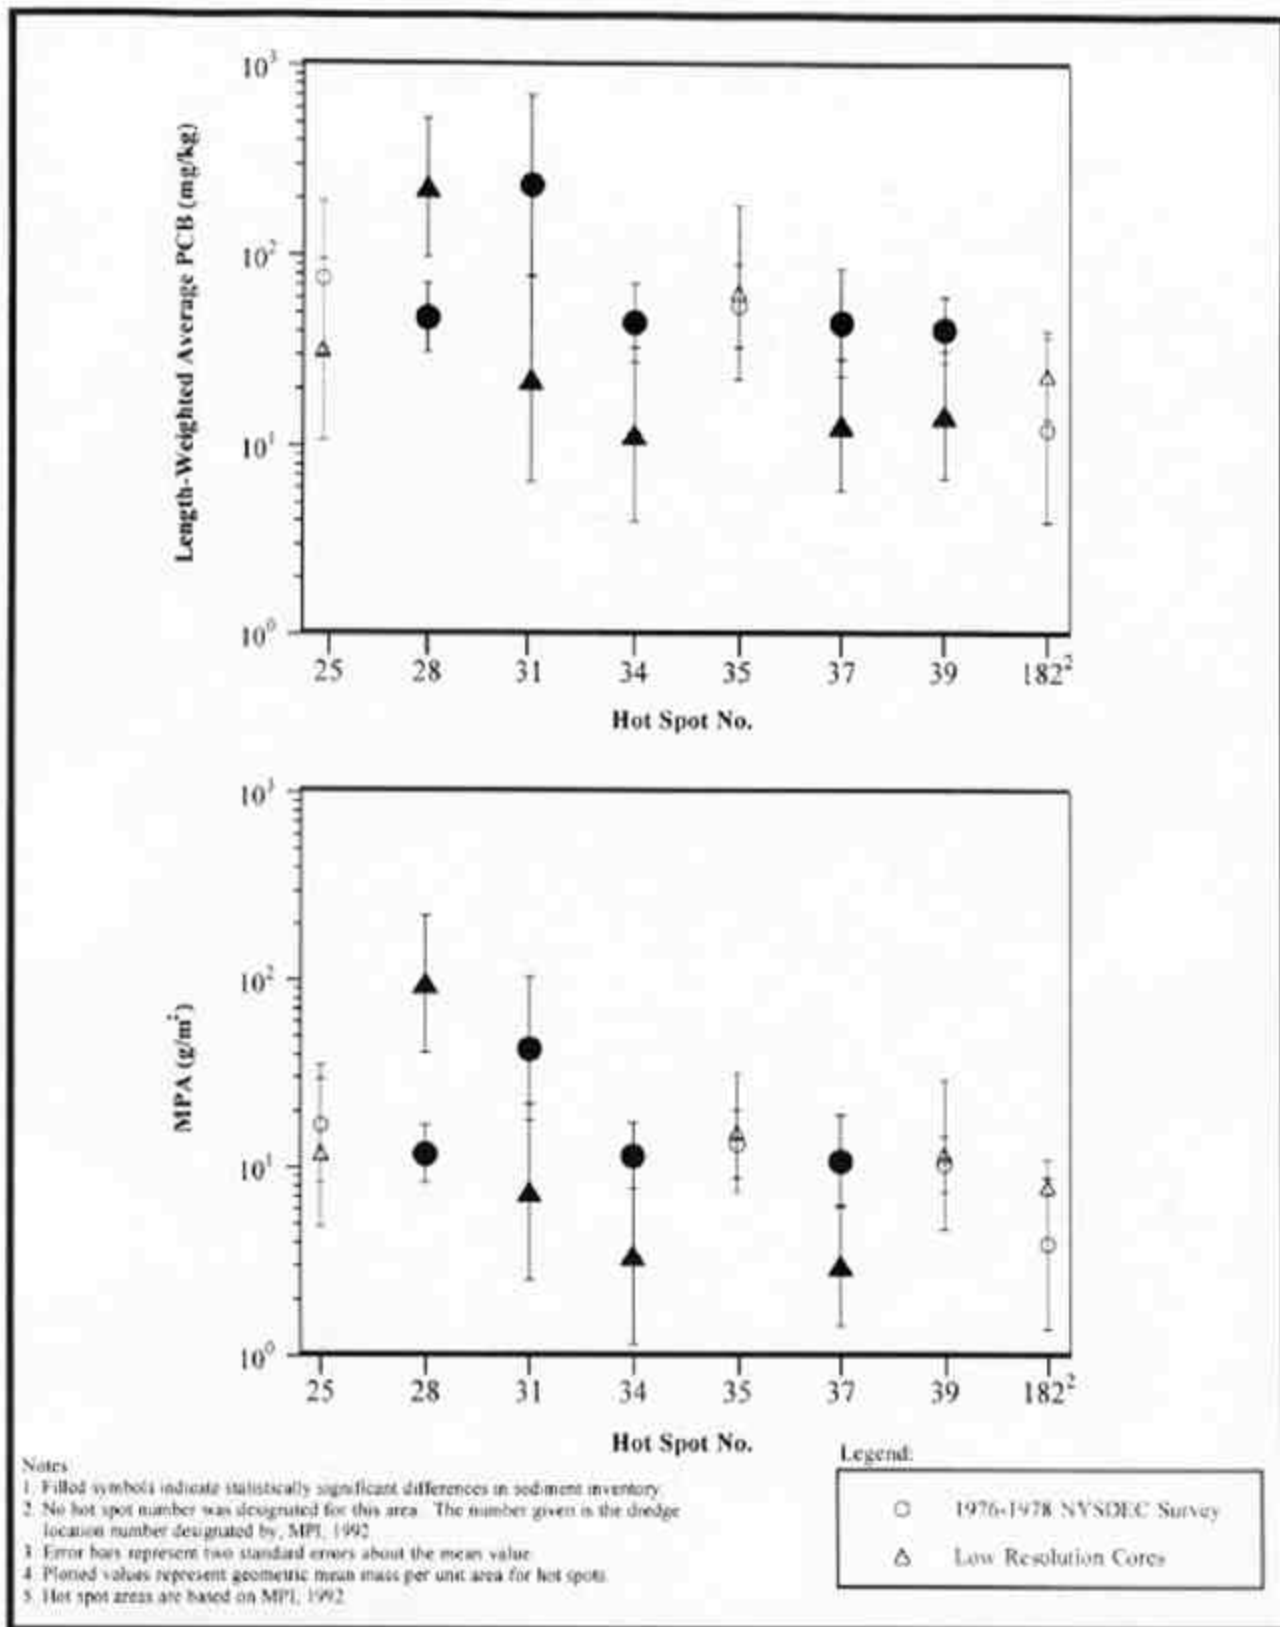 Length-Weighted Average PCB (mg/kg)
10³
10²
10¹
10⁰
25 28 31 34 35 37 39 182²
Hot Spot No.
MPA (g/m²)
10³
10²
10¹
10⁰
25 28 31 34 35 37 39 182²
Hot Spot No.
Notes
1 Filled symbols indicate statistically significant differences in sediment inventory.
2 No hot spot number was designated for this area. The number given is the dredge
location number designated by, MPI, 1992
3 Error bars represent two standard errors about the mean value
4 Plotted values represent geometric mean mass per unit area for hot spots.
5 Hot spot areas are based on MPI, 1992
Legend:
1976-1978 NYSDEC Survey
Low Resolution Cores